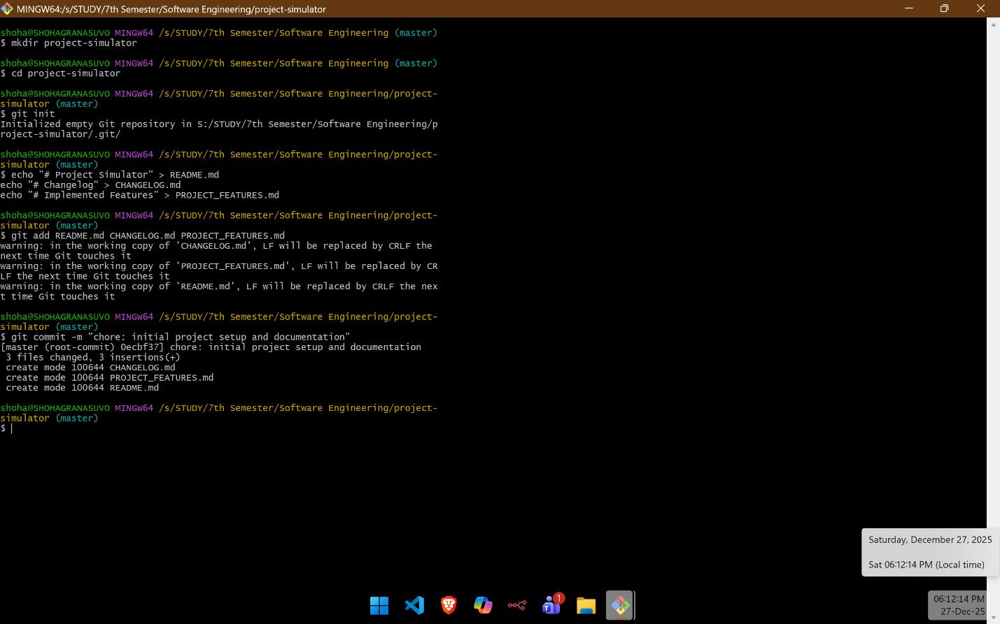 MINGW64:/s/STUDY/7th Semester/Software Engineering/project-simulator
shoha@SHOHAGRANASUVO MINGW64 /s/STUDY/7th Semester/Software Engineering (master)
$ mkdir project-simulator
shoha@SHOHAGRANASUVO MINGW64 /s/STUDY/7th Semester/Software Engineering (master)
$ cd project-simulator
shoha@SHOHAGRANASUVO MINGW64 /s/STUDY/7th Semester/Software Engineering/project-
simulator (master)
$ git init
Initialized empty Git repository in S:/STUDY/7th Semester/Software Engineering/p
roject-simulator/.git/
shoha@SHOHAGRANASUVO MINGW64 /s/STUDY/7th Semester/Software Engineering/project-
simulator (master)
$ echo "# Project Simulator" > README.md
echo "# Changelog" > CHANGELOG.md
echo "# Implemented Features" > PROJECT_FEATURES.md
shoha@SHOHAGRANASUVO MINGW64 /s/STUDY/7th Semester/Software Engineering/project-
simulator (master)
$ git add README.md CHANGELOG.md PROJECT_FEATURES.md
warning: in the working copy of 'CHANGELOG.md', LF will be replaced by CRLF the
next time Git touches it
warning: in the working copy of 'PROJECT_FEATURES.md', LF will be replaced by CR
LF the next time Git touches it
warning: in the working copy of 'README.md', LF will be replaced by CRLF the nex
t time Git touches it
shoha@SHOHAGRANASUVO MINGW64 /s/STUDY/7th Semester/Software Engineering/project-
simulator (master)
$ git commit -m "chore: initial project setup and documentation"
[master (root-commit) 0ecbf37] chore: initial project setup and documentation
3 files changed, 3 insertions(+)
create mode 100644 CHANGELOG.md
create mode 100644 PROJECT_FEATURES.md
create mode 100644 README.md
shoha@SHOHAGRANASUVO MINGW64 /s/STUDY/7th Semester/Software Engineering/project-
simulator (master)
$
Saturday, December 27, 2025
Sat 06:12:14 PM (Local time)
1
T
06:12:14 PM
27-Dec-25